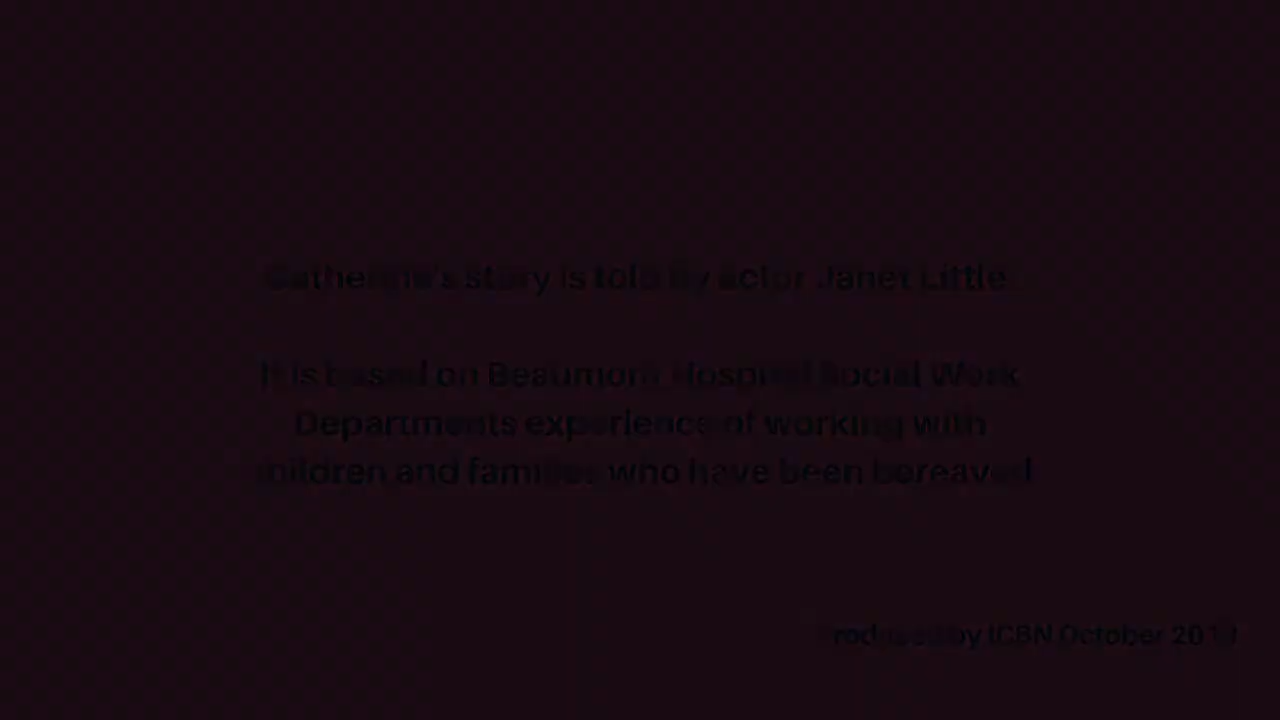 Catherine's story is told by actor Janet Little.
It is based on Beaumont Hospital Social Work
Departments experience of working with
children and families who have been bereaved
Produced by ICBN October